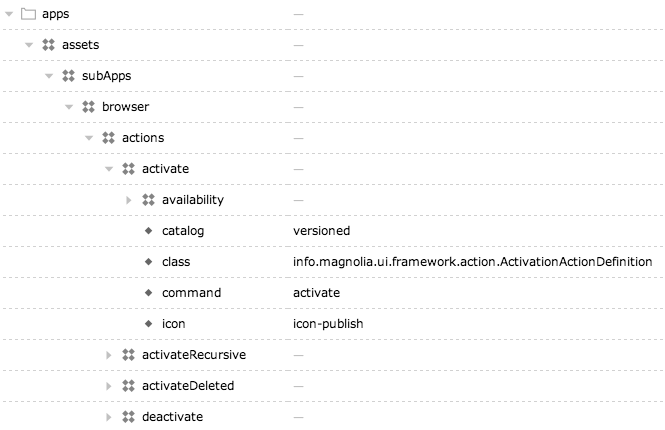 apps —
assets —
subApps —
browser —
actions —
activate —
availability —
catalog versioned
class info.magnolia.ui.framework.action.ActivationActionDefinition
command activate
icon icon-publish
activateRecursive —
activateDeleted —
deactivate —